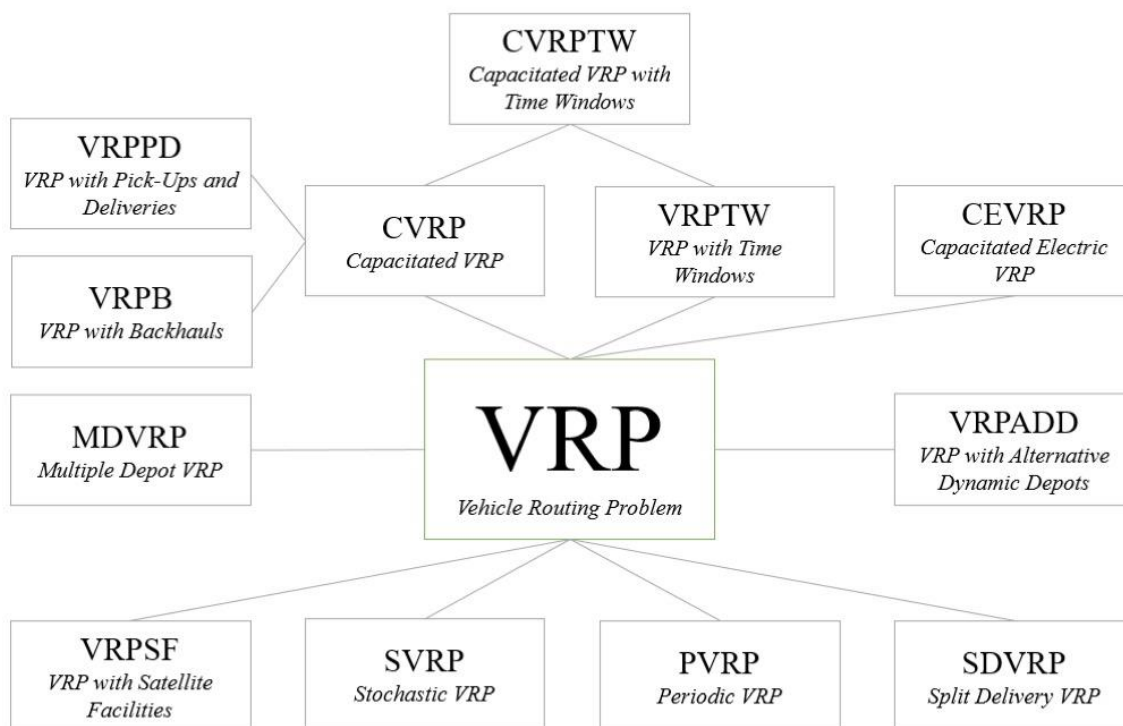 CVRPTW
Capacitated VRP with
Time Windows
VRPPD
VRP with Pick-Ups and
Deliveries
CVRP
Capacitated VRP
VRPTW
VRP with Time
Windows
CEVRP
Capacitated Electric
VRP
VRPB
VRP with Backhauls
MDVRP
Multiple Depot VRP
VRP
Vehicle Routing Problem
VRPADD
VRP with Alternative
Dynamic Depots
VRPSF
VRP with Satellite
Facilities
SVRP
Stochastic VRP
PVRP
Periodic VRP
SDVRP
Split Delivery VRP